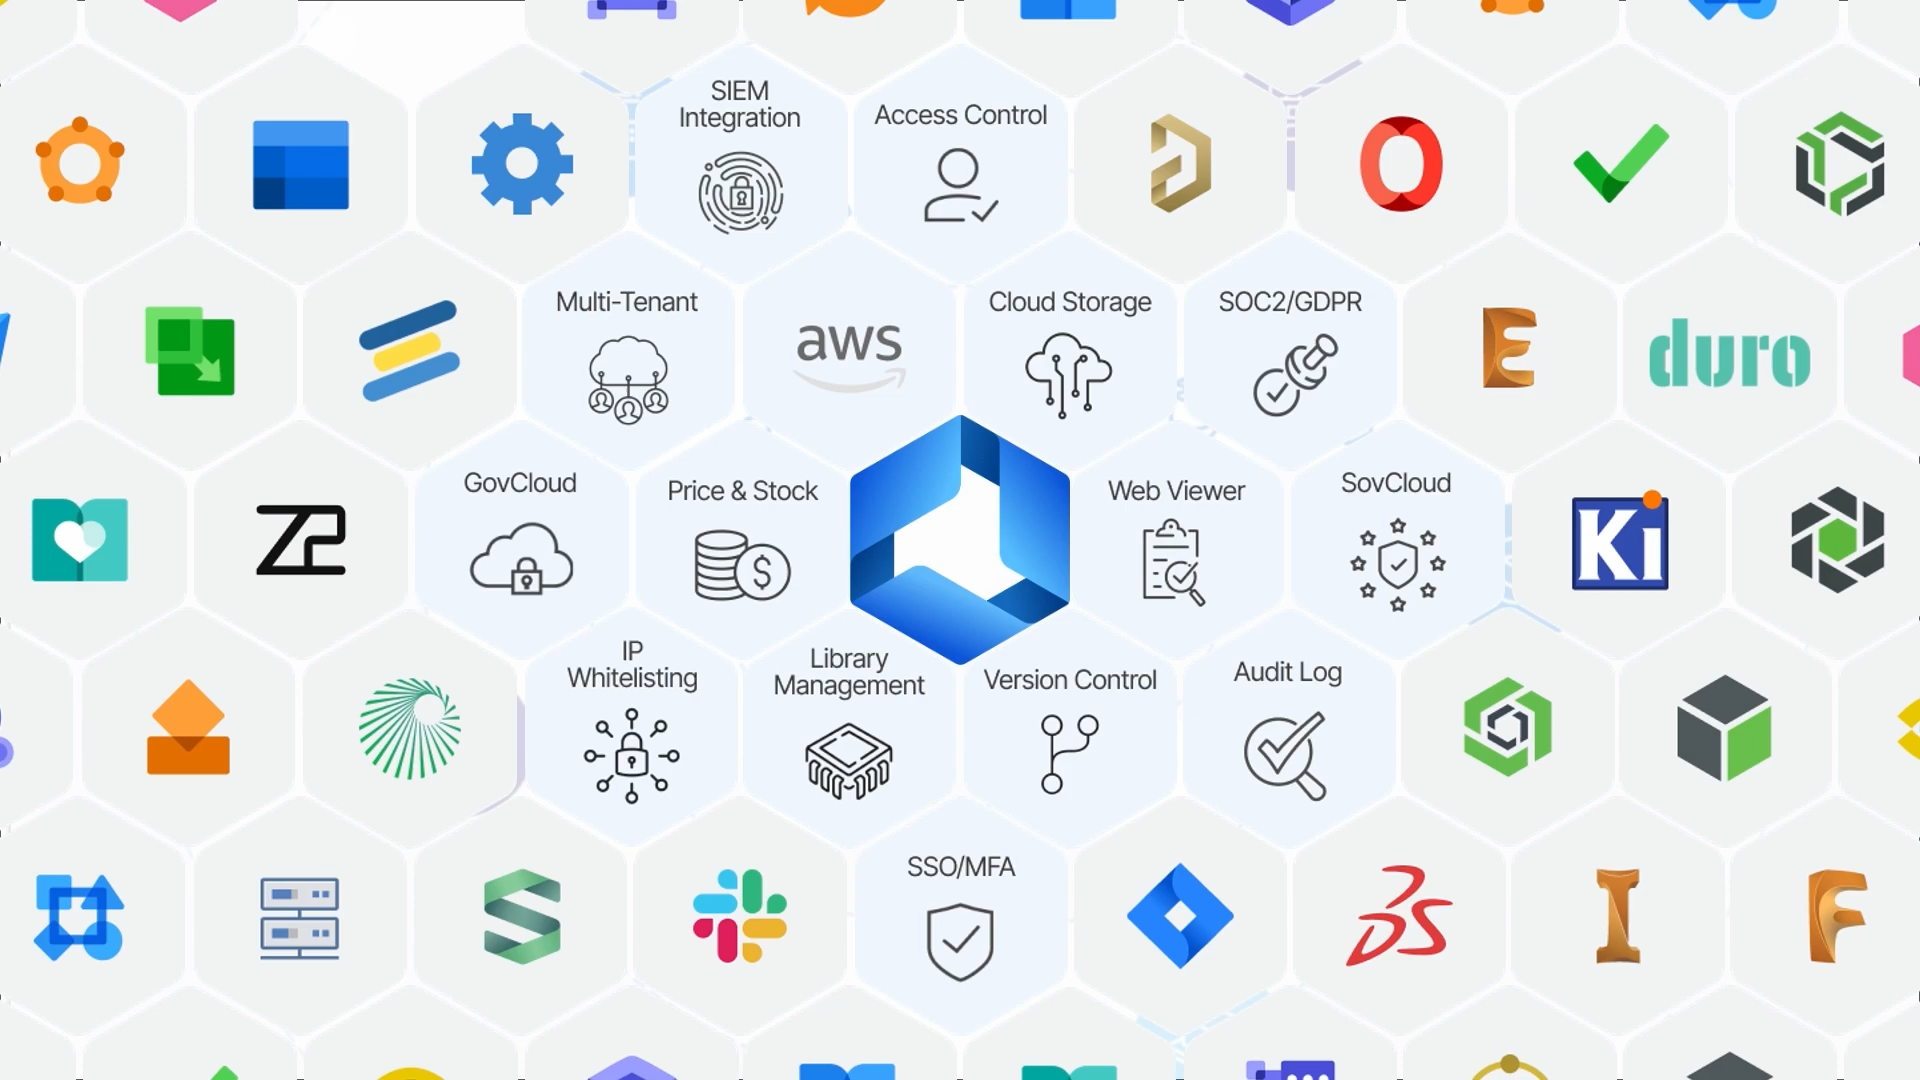 SIEM
Integration
Access Control
Multi-Tenant
aws
Cloud Storage
SOC2/GDPR
E
duro
GovCloud
Price & Stock
$
Web Viewer
SovCloud
Ki
IP
Whitelisting
Library
Management
Version Control
Audit Log
SSO/MFA
I
F